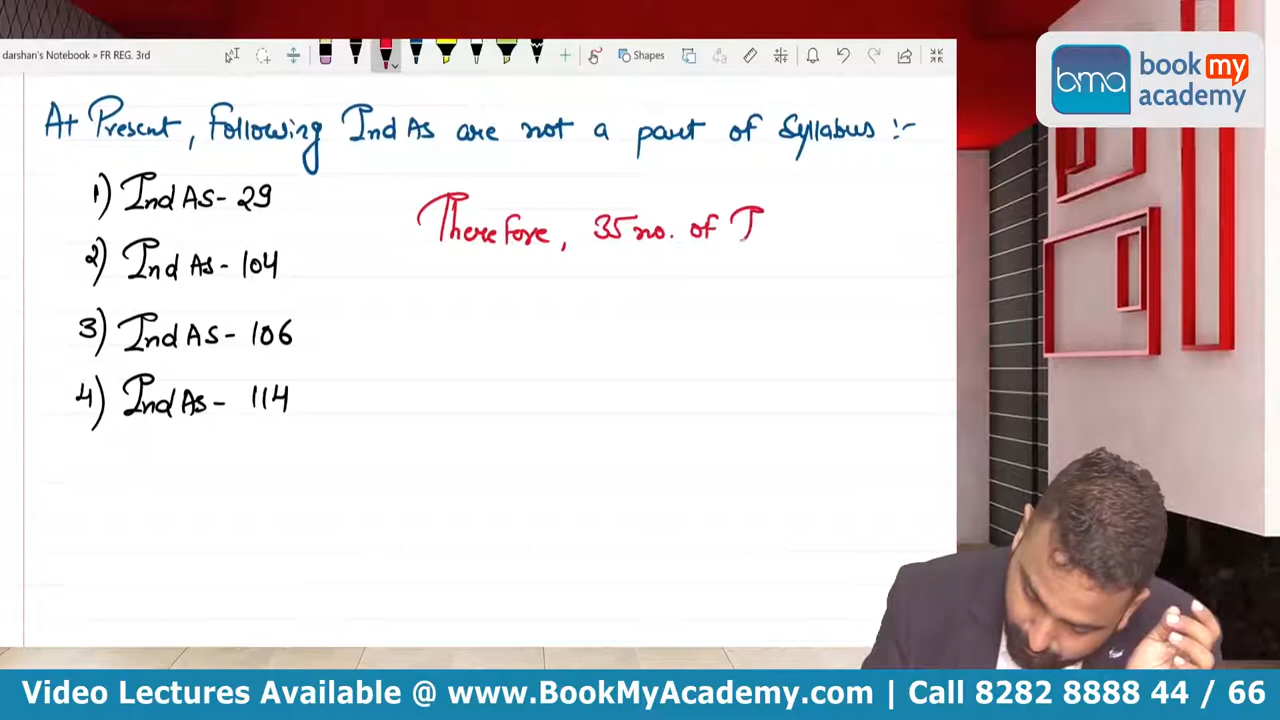 darshan's Notebook » FR REG. 3rd
Shapes
book my
academy
bma
At Present, Following Ind As are not a part of Syllabus :-
1) Ind AS - 29
2) Ind As - 104
3) Ind AS - 106
4) Ind As - 114
Therefore, 35 no. of I
Video Lectures Available @ www.BookMyAcademy.com | Call 8282 8888 44 / 66